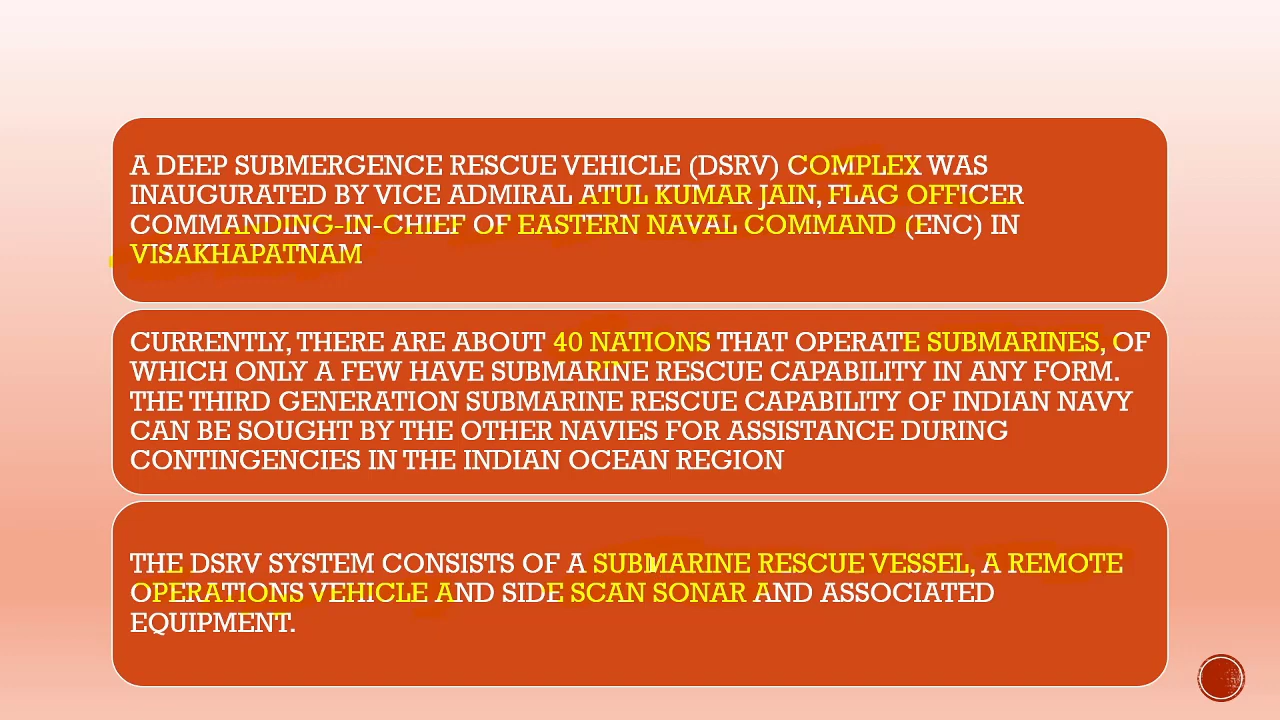 A DEEP SUBMERGENCE RESCUE VEHICLE (DSRV) COMPLEX WAS
INAUGURATED BY VICE ADMIRAL ATUL KUMAR JAIN, FLAG OFFICER
COMMANDING-IN-CHIEF OF EASTERN NAVAL COMMAND (ENC) IN
VISAKHAPATNAM
CURRENTLY, THERE ARE ABOUT 40 NATIONS THAT OPERATE SUBMARINES, OF
WHICH ONLY A FEW HAVE SUBMARINE RESCUE CAPABILITY IN ANY FORM.
THE THIRD GENERATION SUBMARINE RESCUE CAPABILITY OF INDIAN NAVY
CAN BE SOUGHT BY THE OTHER NAVIES FOR ASSISTANCE DURING
CONTINGENCIES IN THE INDIAN OCEAN REGION
THE DSRV SYSTEM CONSISTS OF A SUBMARINE RESCUE VESSEL, A REMOTE
OPERATIONS VEHICLE AND SIDE SCAN SONAR AND ASSOCIATED
EQUIPMENT.